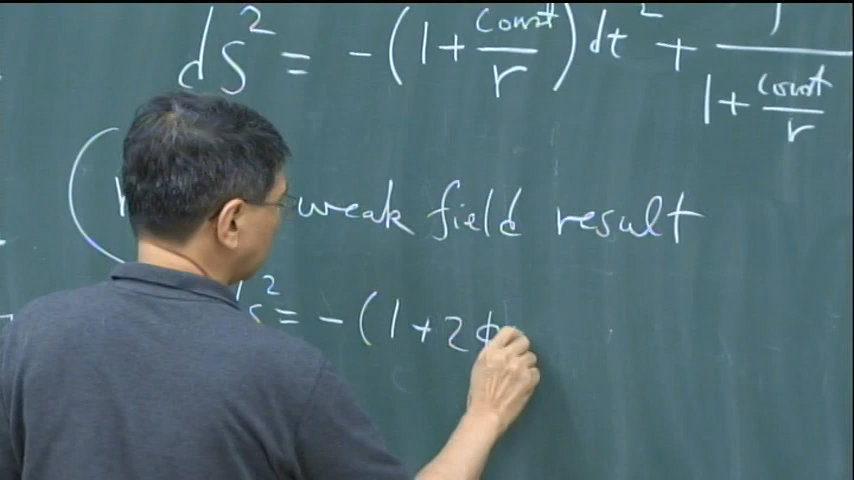 ds² = -(1 + const/r) dt² + 1/(1 + const/r)
weak field result
s² = -(1 + 2φ